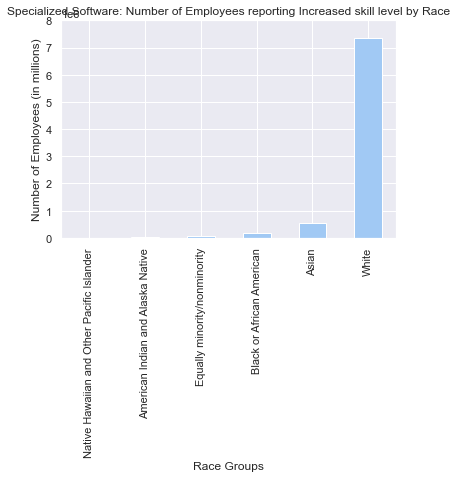 Specialized Software: Number of Employees reporting Increased skill level by Race
8
7
6
5
4
3
2
1
0
Number of Employees (in millions)
Native Hawaiian and Other Pacific Islander
American Indian and Alaska Native
Equally minority/nonminority
Black or African American
Asian
White
Race Groups